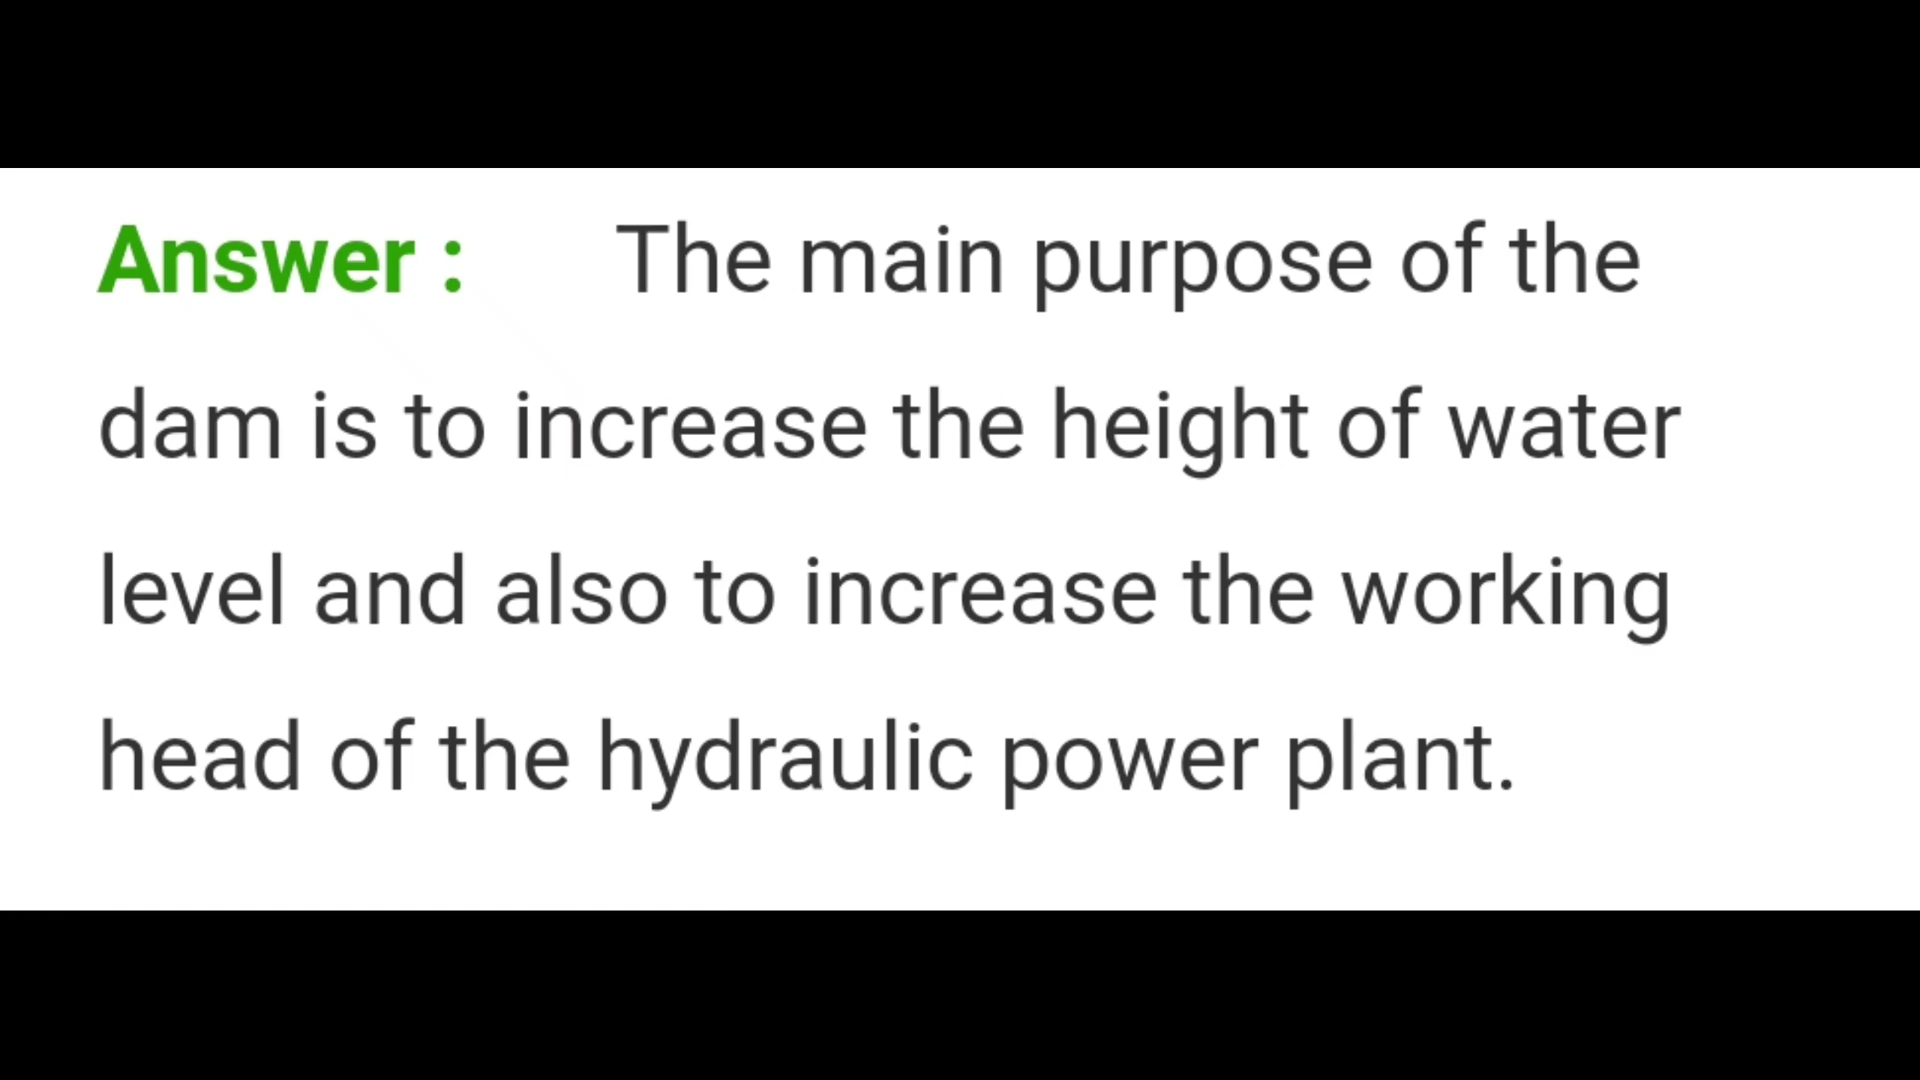 Answer : The main purpose of the
dam is to increase the height of water
level and also to increase the working
head of the hydraulic power plant.